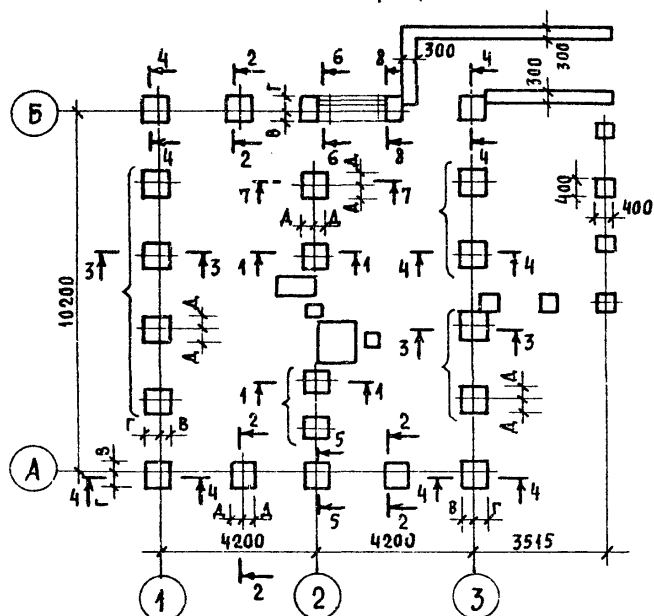 4 2 6 8 4
300 300 300
Б Г В
4 2 6 8 4
7 Д 7
Д Д Д
400 400
3 3 1 1 4 4
10200
Д
Д
3 3
1 1
Д
Д
Г В 2 2
В 5
А
4 4 4 4
Д Д 5 2 В Г
4200 4200 3515
2
1 2 3